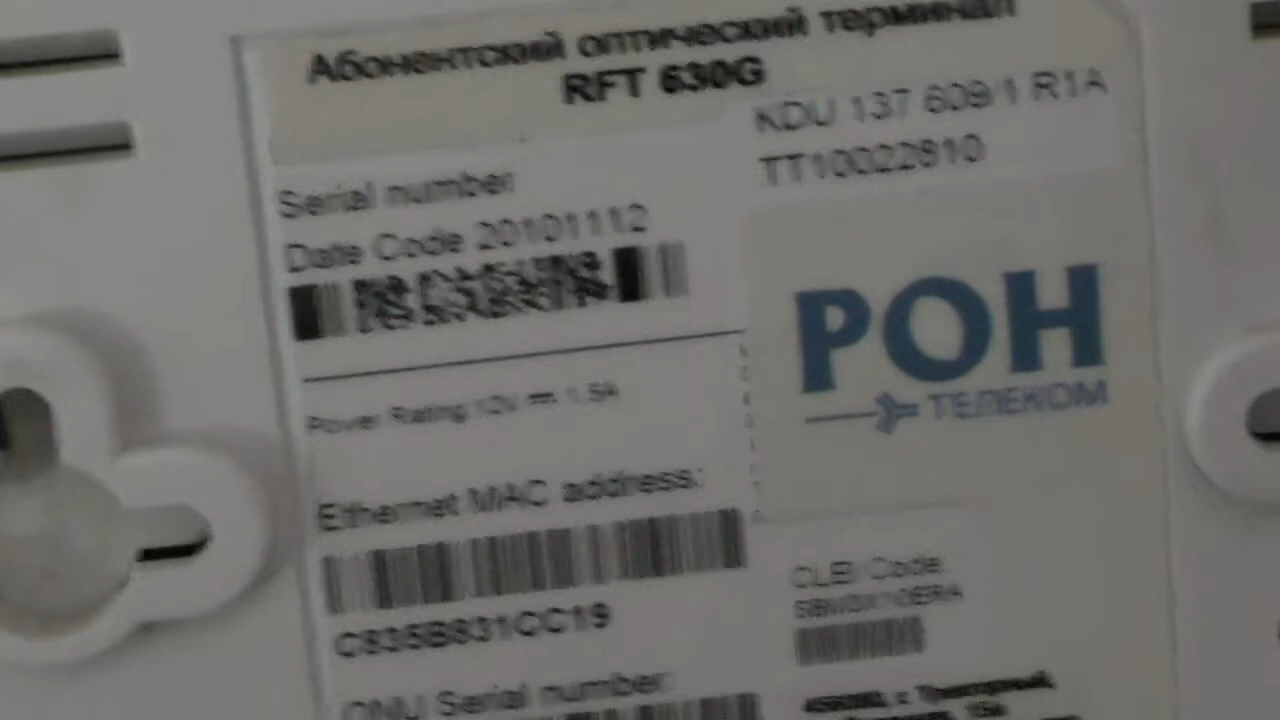 Абонентский оптический терминал
RFT 630G
KDU 137 609/1 R1A
TT10022810
Serial number
Date Code 20101112
РОН
ТЕЛЕКОМ
Power Rating 12V 1.5A
Ethernet MAC address:
CLEI Code
ONU Serial number: